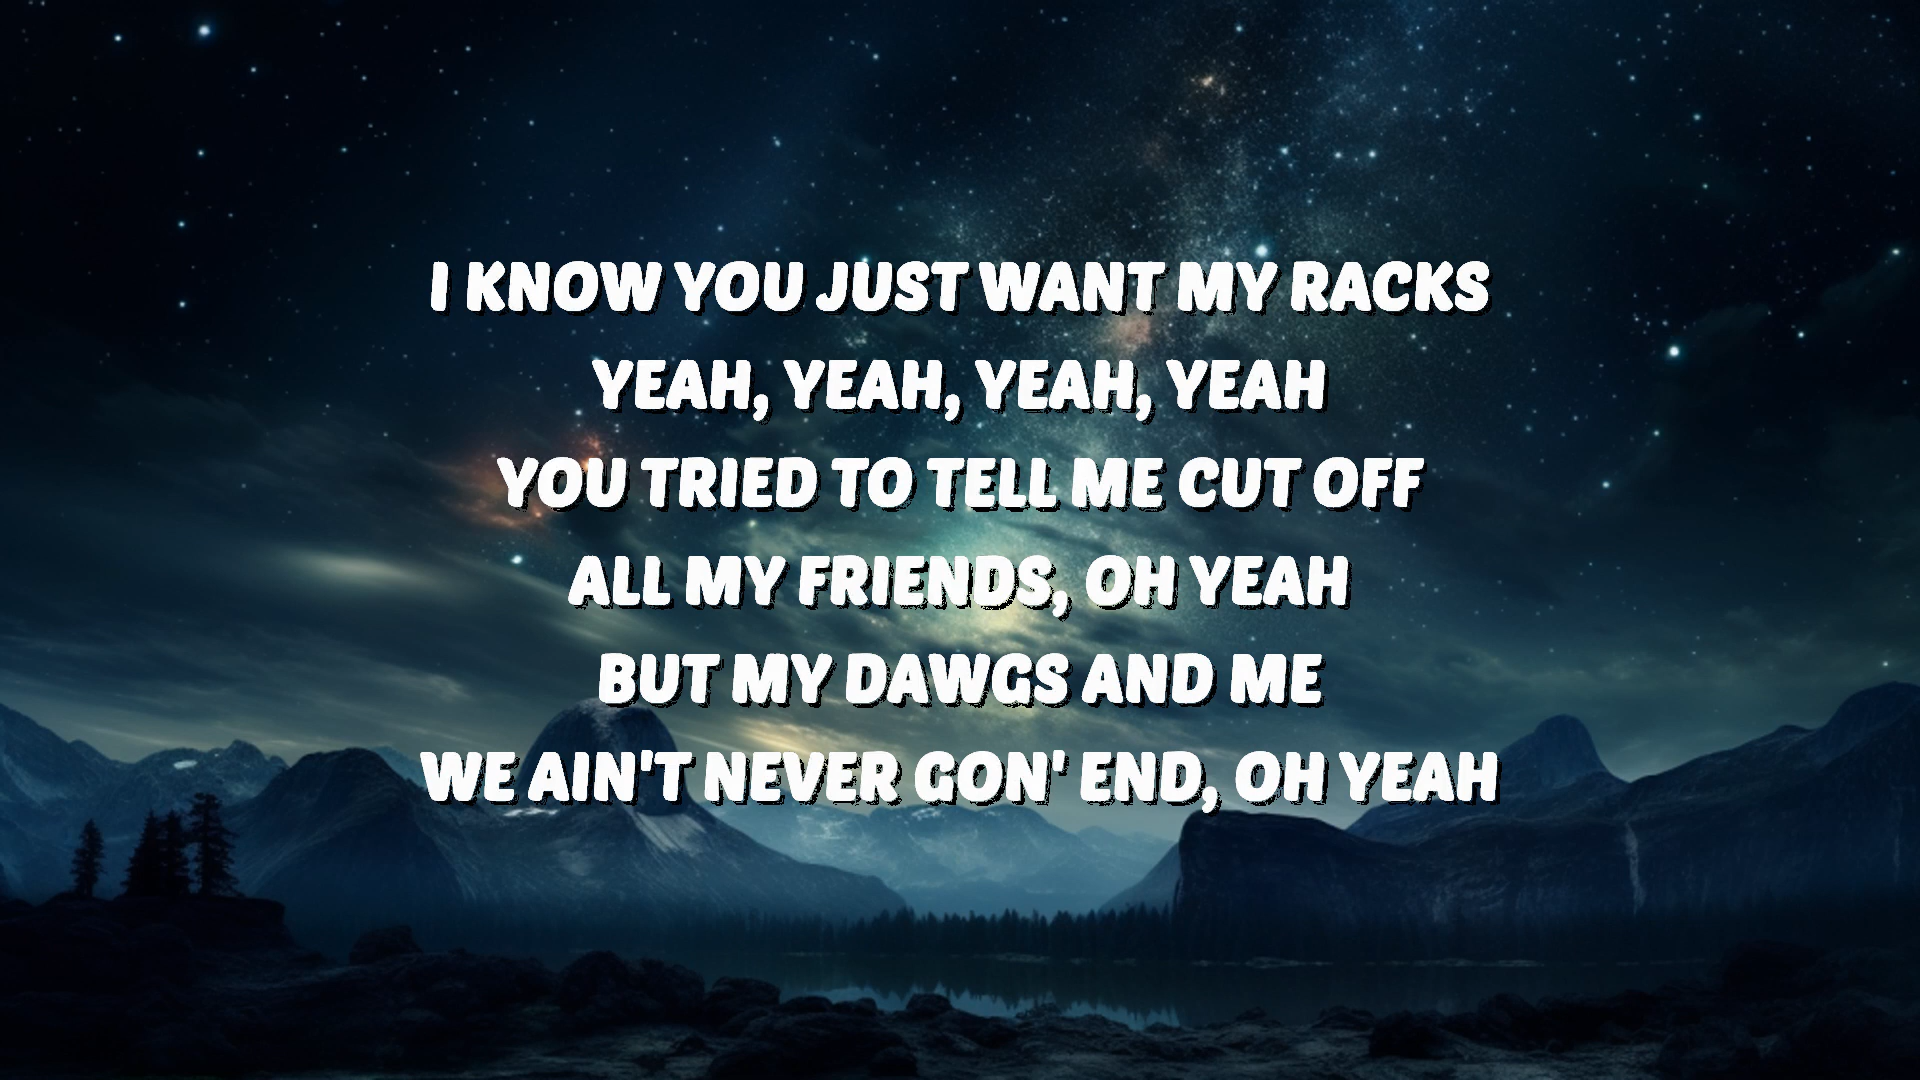 I KNOW YOU JUST WANT MY RACKS
YEAH, YEAH, YEAH, YEAH
YOU TRIED TO TELL ME CUT OFF
ALL MY FRIENDS, OH YEAH
BUT MY DAWGS AND ME
WE AIN'T NEVER GON' END, OH YEAH